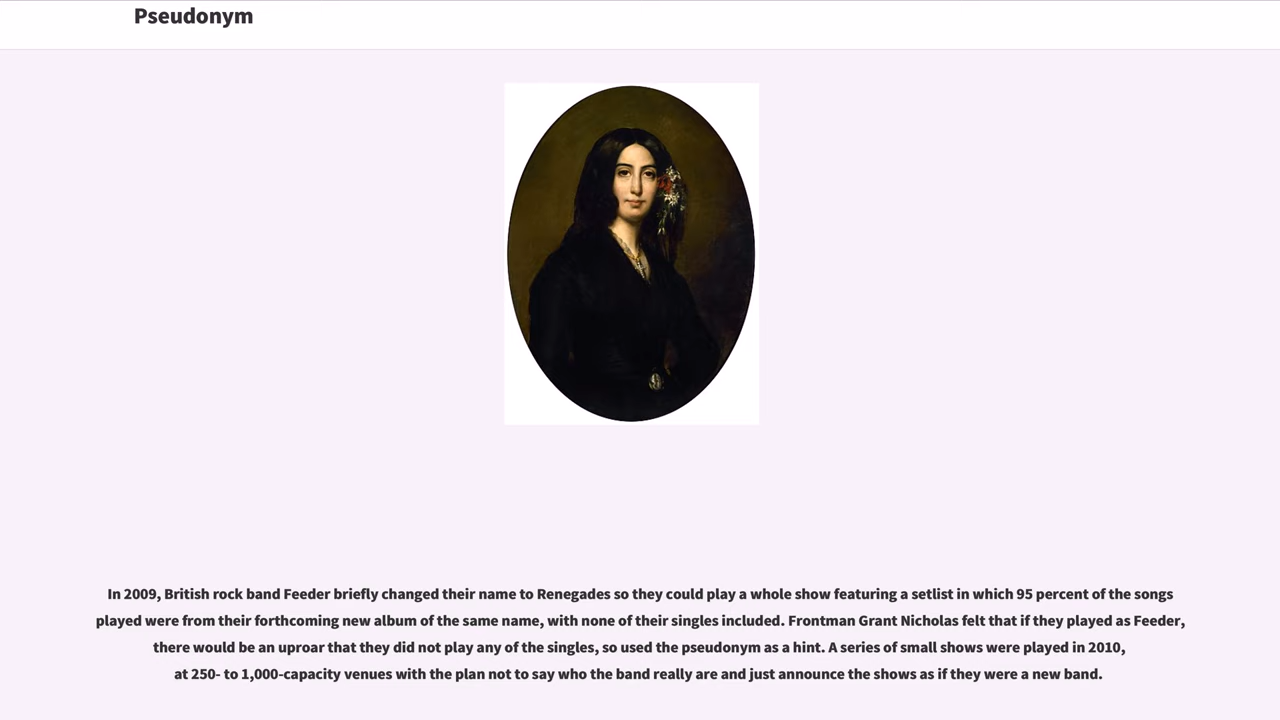 Pseudonym
In 2009, British rock band Feeder briefly changed their name to Renegades so they could play a whole show featuring a setlist in which 95 percent of the songs
played were from their forthcoming new album of the same name, with none of their singles included. Frontman Grant Nicholas felt that if they played as Feeder,
there would be an uproar that they did not play any of the singles, so used the pseudonym as a hint. A series of small shows were played in 2010,
at 250- to 1,000-capacity venues with the plan not to say who the band really are and just announce the shows as if they were a new band.